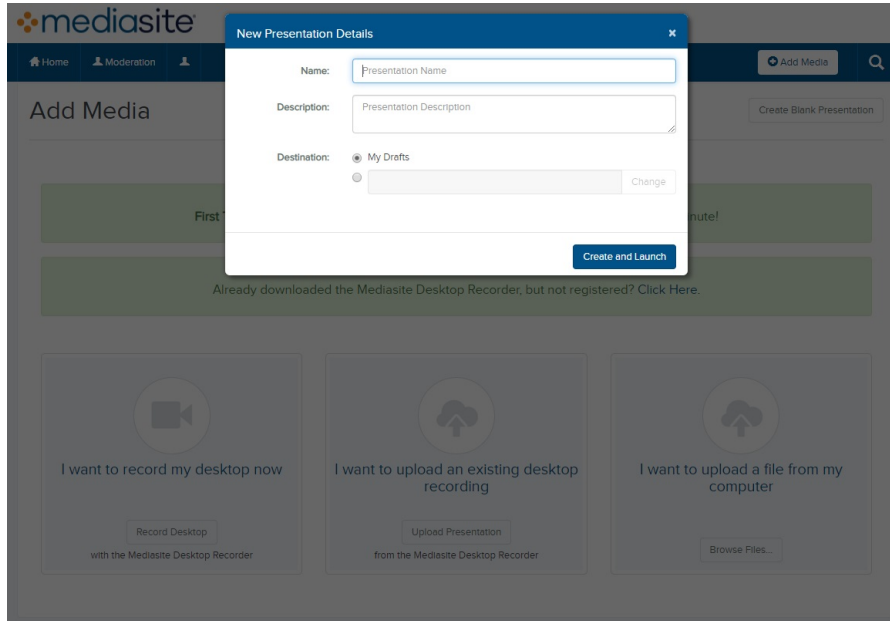 mediasite
New Presentation Details
×
Home
Moderation
Add Media
Name:
Presentation Name
Add Media
Create Blank Presentation
Description:
Presentation Description
Destination:
My Drafts
Change
First
nute!
Create and Launch
Already downloaded the Mediasite Desktop Recorder, but not registered? Click Here.
I want to record my desktop now
Record Desktop
with the Mediasite Desktop Recorder
I want to upload an existing desktop
recording
Upload Presentation
from the Mediasite Desktop Recorder
I want to upload a file from my
computer
Browse Files...